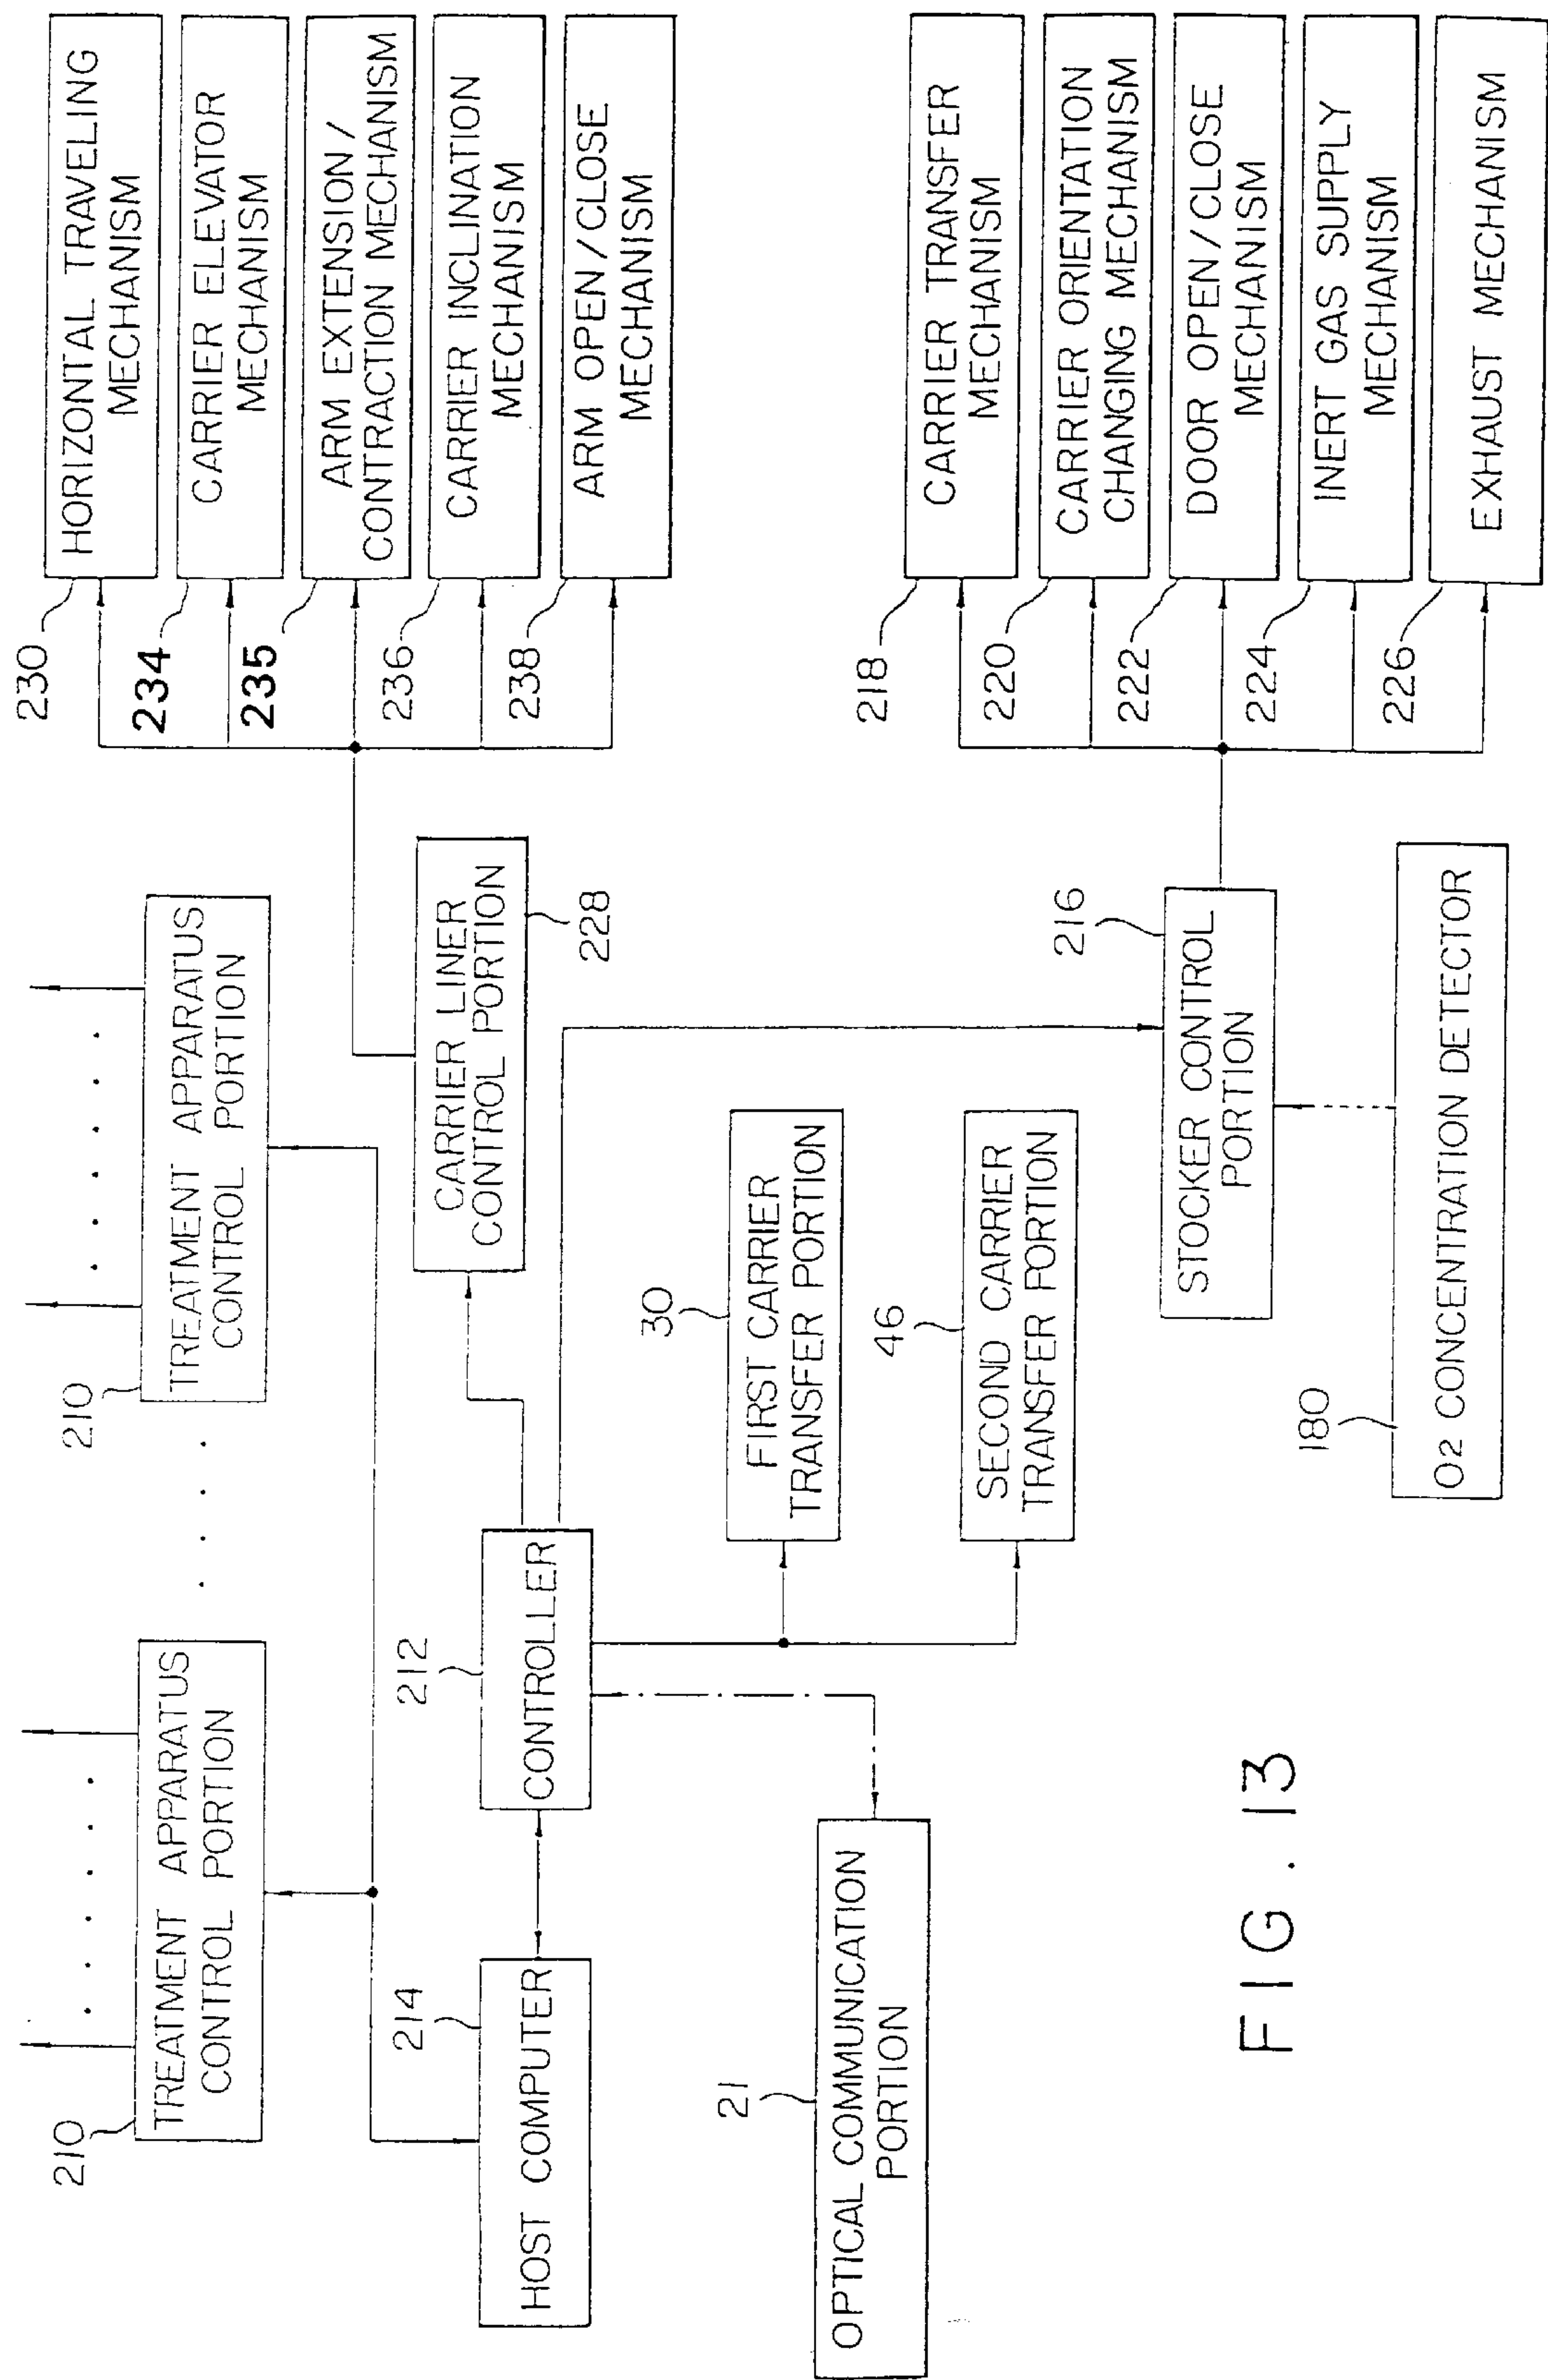 210
TREATMENT APPARATUS
CONTROL PORTION
. . . . .
. . . .
210
TREATMENT APPARATUS
CONTROL PORTION
. . . . .
214
HOST COMPUTER
212
CONTROLLER
CARRIER LINER
CONTROL PORTION
228
21
OPTICAL COMMUNICATION
PORTION
30
FIRST CARRIER
TRANSFER PORTION
46
SECOND CARRIER
TRANSFER PORTION
216
STOCKER CONTROL
PORTION
180
O2 CONCENTRATION DETECTOR
230
HORIZONTAL TRAVELING
MECHANISM
234
CARRIER ELEVATOR
MECHANISM
235
ARM EXTENSION /
CONTRACTION MECHANISM
236
CARRIER INCLINATION
MECHANISM
238
ARM OPEN/CLOSE
MECHANISM
218
CARRIER TRANSFER
MECHANISM
220
CARRIER ORIENTATION
CHANGING MECHANISM
222
DOOR OPEN/CLOSE
MECHANISM
224
INERT GAS SUPPLY
MECHANISM
226
EXHAUST MECHANISM
FIG. 13